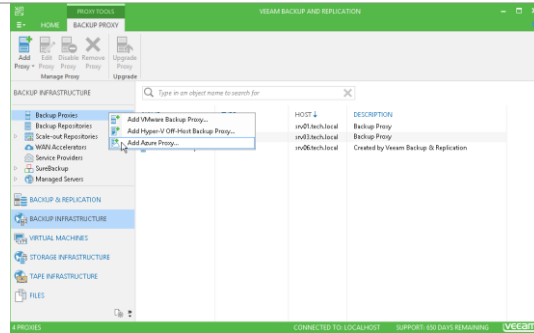 PROXY TOOLS
VEEAM BACKUP AND REPLICATION
HOME
BACKUP PROXY
Add Proxy
Edit Proxy
Disable Proxy
Remove Proxy
Upgrade Proxy
Manage Proxy
Upgrade
BACKUP INFRASTRUCTURE
Type in an object name to search for
Backup Proxies
Backup Repositories
Scale-out Repositories
WAN Accelerators
Service Providers
SureBackup
Managed Servers
Add VMware Backup Proxy...
Add Hyper-V Off-Host Backup Proxy...
Add Azure Proxy...
HOST DESCRIPTION
srv01.tech.local Backup Proxy
srv03.tech.local Backup Proxy
srv06.tech.local Created by Veeam Backup & Replication
BACKUP & REPLICATION
BACKUP INFRASTRUCTURE
VIRTUAL MACHINES
STORAGE INFRASTRUCTURE
TAPE INFRASTRUCTURE
FILES
4 PROXIES
CONNECTED TO: LOCALHOST
SUPPORT: 650 DAYS REMAINING
veeam